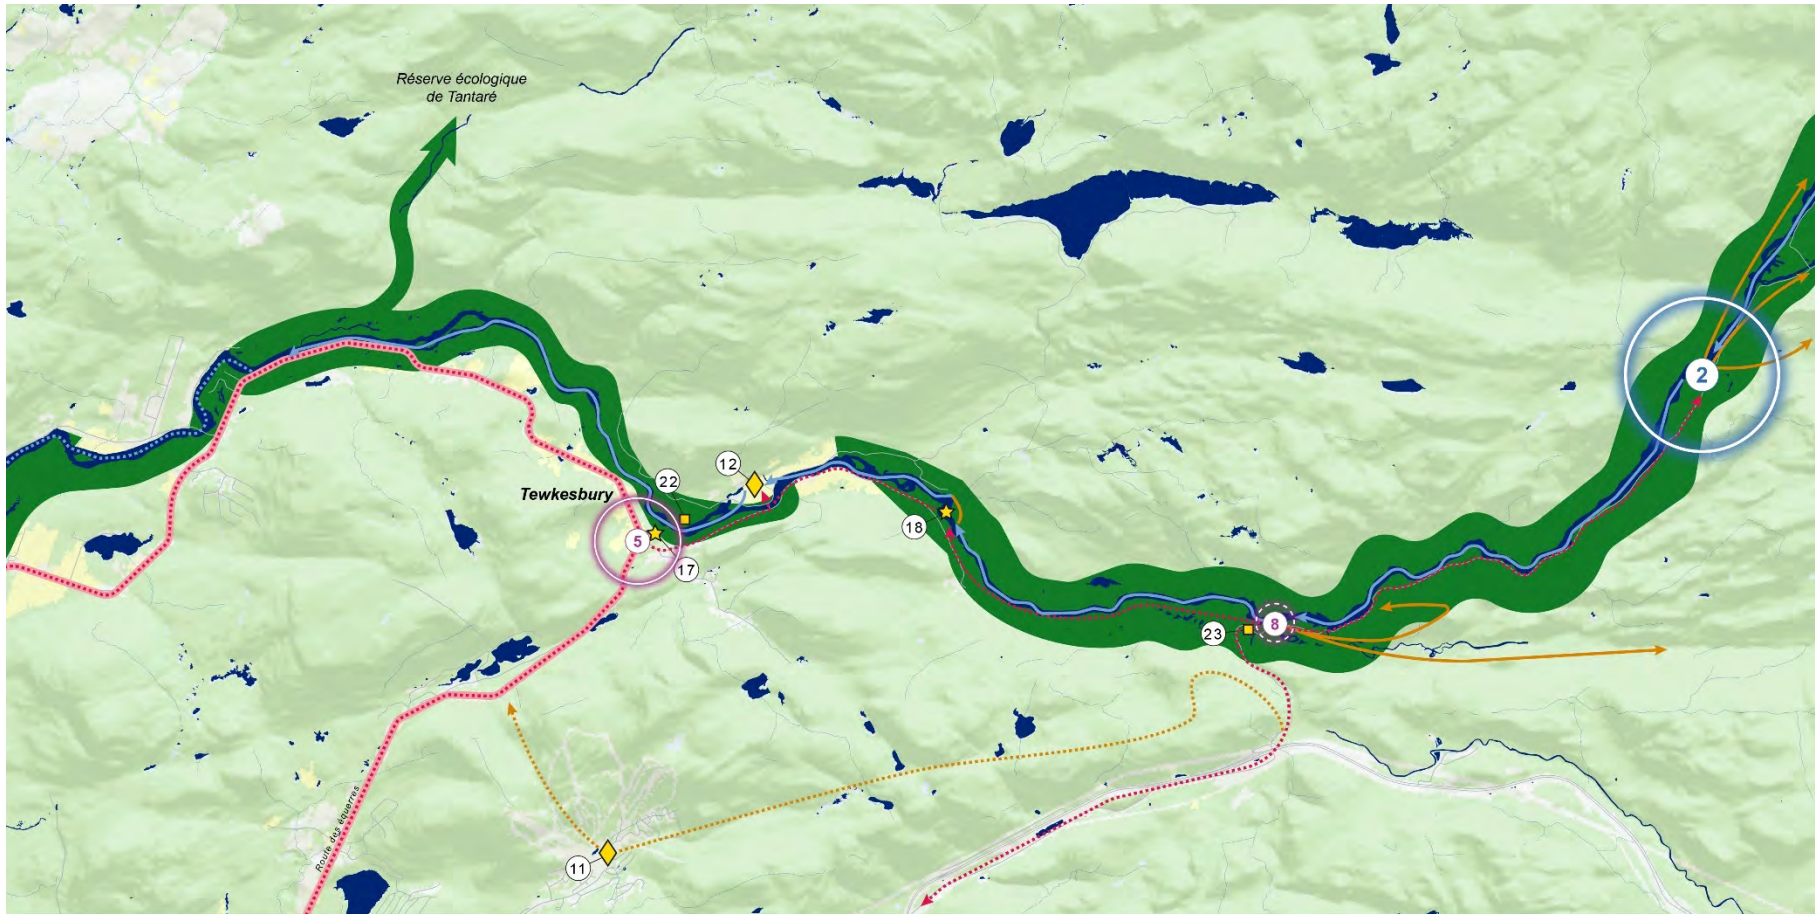 Réserve écologique
de Tantaré
2
12
22
Tewkesbury
5
18
17
8
23
Route des équerres
11